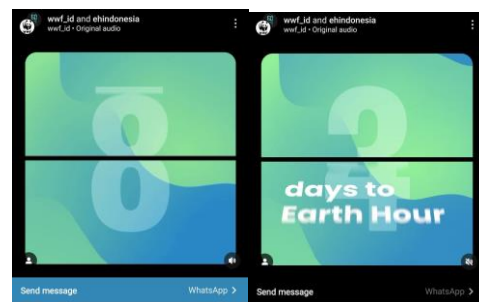 wwf_id and ehindonesia
wwf_id • Original audio
Send message
WhatsApp >
wwf_id and ehindonesia
wwf_id • Original audio
days to
Earth Hour
Send message
WhatsApp >